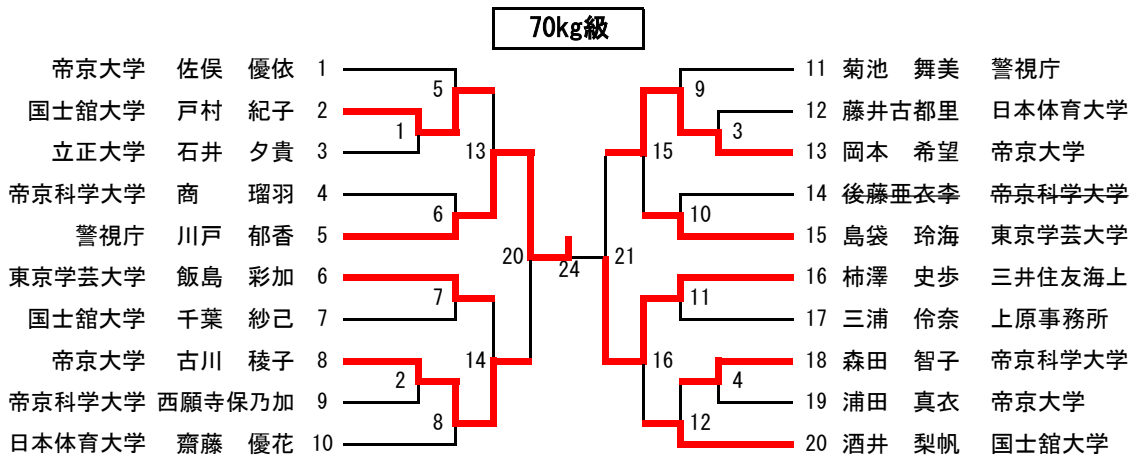 70kg級
帝京大学 佐俣 優依 1
国士舘大学 戸村 紀子 2
立正大学 石井 夕貴 3
帝京科学大学 商 瑠羽 4
警視庁 川戸 郁香 5
東京学芸大学 飯島 彩加 6
国士舘大学 千葉 紗己 7
帝京大学 古川 稜子 8
帝京科学大学 西願寺保乃加 9
日本体育大学 齋藤 優花 10
1
2
5
6
7
8
13
14
20
24
21
15
16
9
10
11
12
3
4
11 菊池 舞美 警視庁
12 藤井古都里 日本体育大学
13 岡本 希望 帝京大学
14 後藤亜衣李 帝京科学大学
15 島袋 玲海 東京学芸大学
16 柿澤 史歩 三井住友海上
17 三浦 伶奈 上原事務所
18 森田 智子 帝京科学大学
19 浦田 真衣 帝京大学
20 酒井 梨帆 国士舘大学